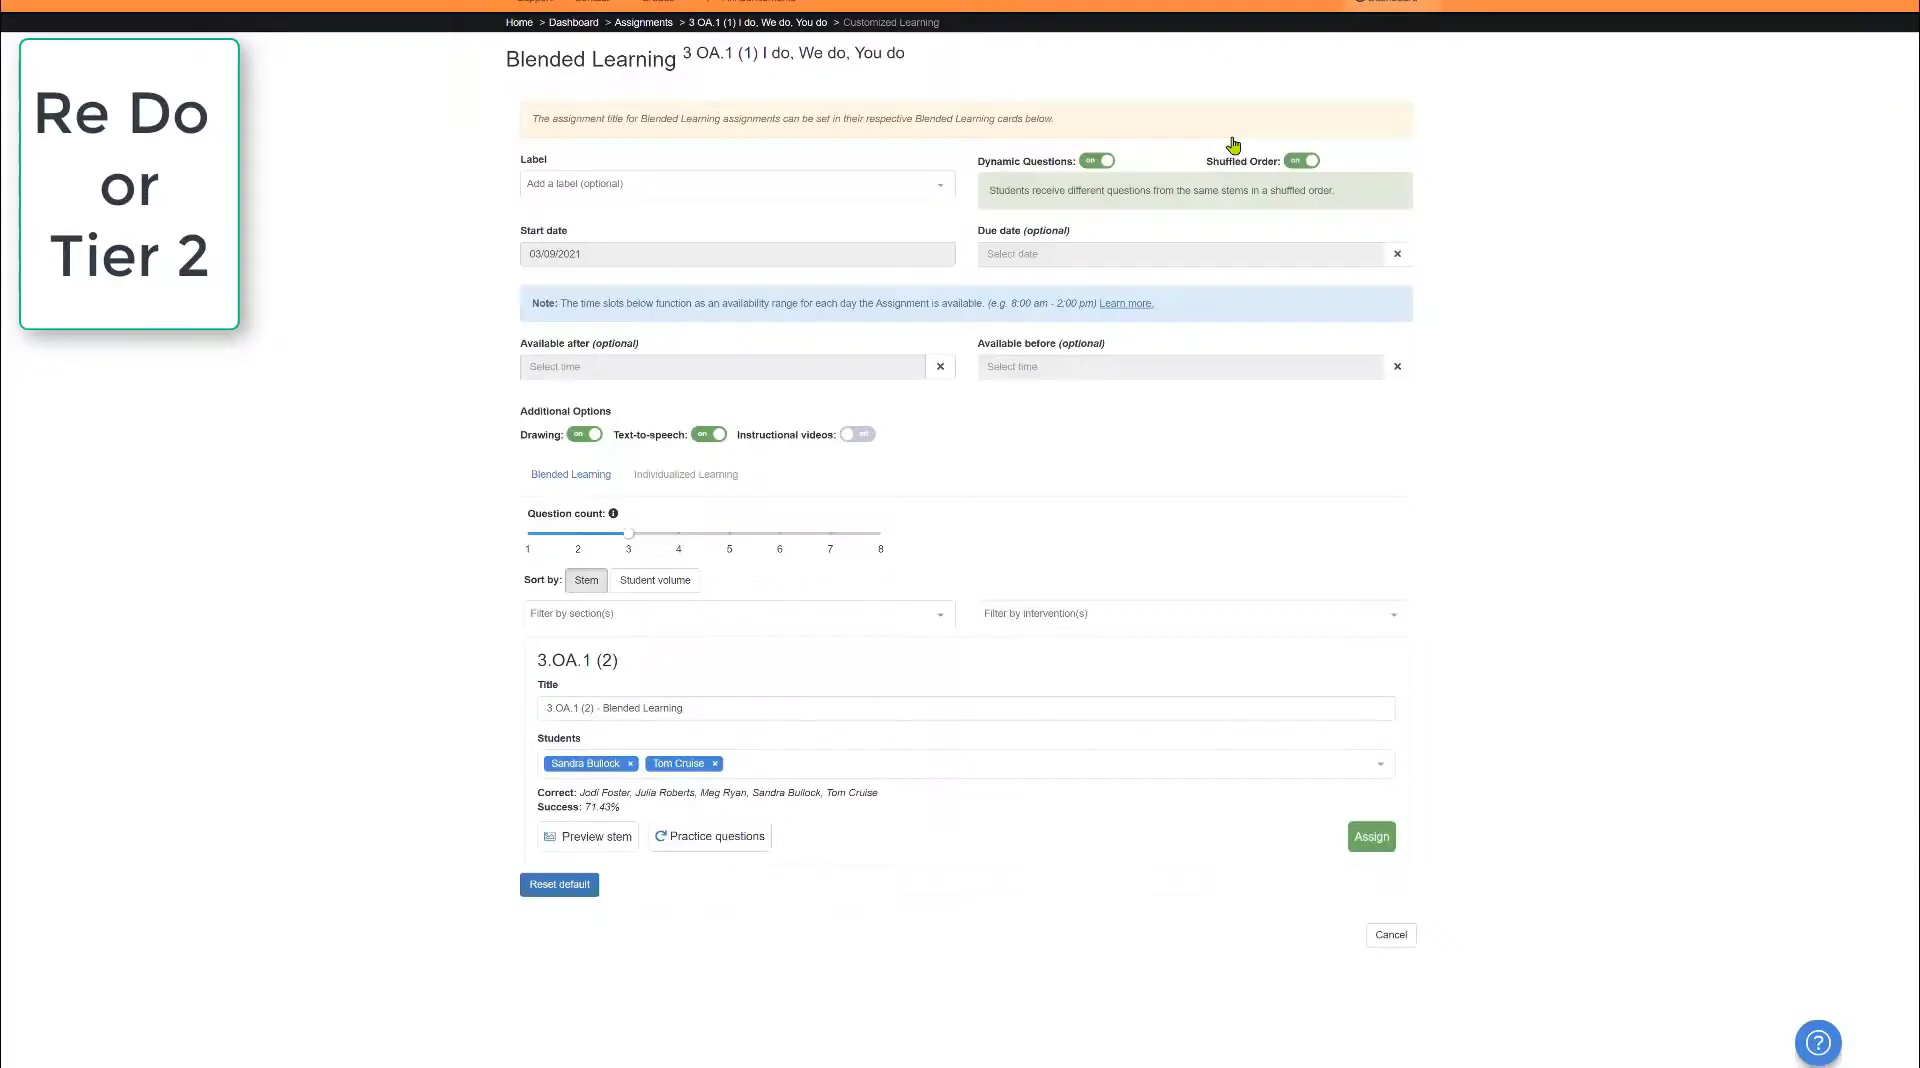 Home > Dashboard > Assignments > 3 OA.1 (1) I do, We do, You do > Customized Learning
Re Do
or
Tier 2
Blended Learning 3 OA.1 (1) I do, We do, You do
The assignment title for Blended Learning assignments can be set in their respective Blended Learning cards below.
Label
Dynamic Questions: on Shuffled Order: on
Add a label (optional)
Students receive different questions from the same stems in a shuffled order.
Start date
Due date (optional)
03/09/2021
Select date
Note: The time slots below function as an availability range for each day the Assignment is available. (e.g. 8:00 am - 2:00 pm) Learn more.
Available after (optional)
Available before (optional)
Select time
Select time
Additional Options
Drawing: on Text-to-speech: on Instructional videos: off
Blended Learning Individualized Learning
Question count:
1 2 3 4 5 6 7 8
Sort by: Stem Student volume
Filter by section(s)
Filter by intervention(s)
3.OA.1 (2)
Title
3.OA.1 (2) - Blended Learning
Students
Sandra Bullock × Tom Cruise ×
Correct: Jodi Foster, Julia Roberts, Meg Ryan, Sandra Bullock, Tom Cruise
Success: 71.43%
Preview stem Practice questions Assign
Reset default
Cancel